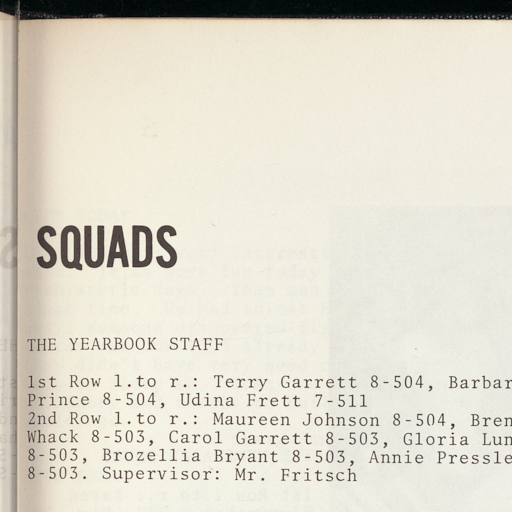 SQUADS
THE YEARBOOK STAFF
1st Row l.to r.: Terry Garrett 8-504, Barbar
Prince 8-504, Udina Frett 7-511
2nd Row l.to r.: Maureen Johnson 8-504, Bren
Whack 8-503, Carol Garrett 8-503, Gloria Lun
8-503, Brozellia Bryant 8-503, Annie Pressle
8-503. Supervisor: Mr. Fritsch